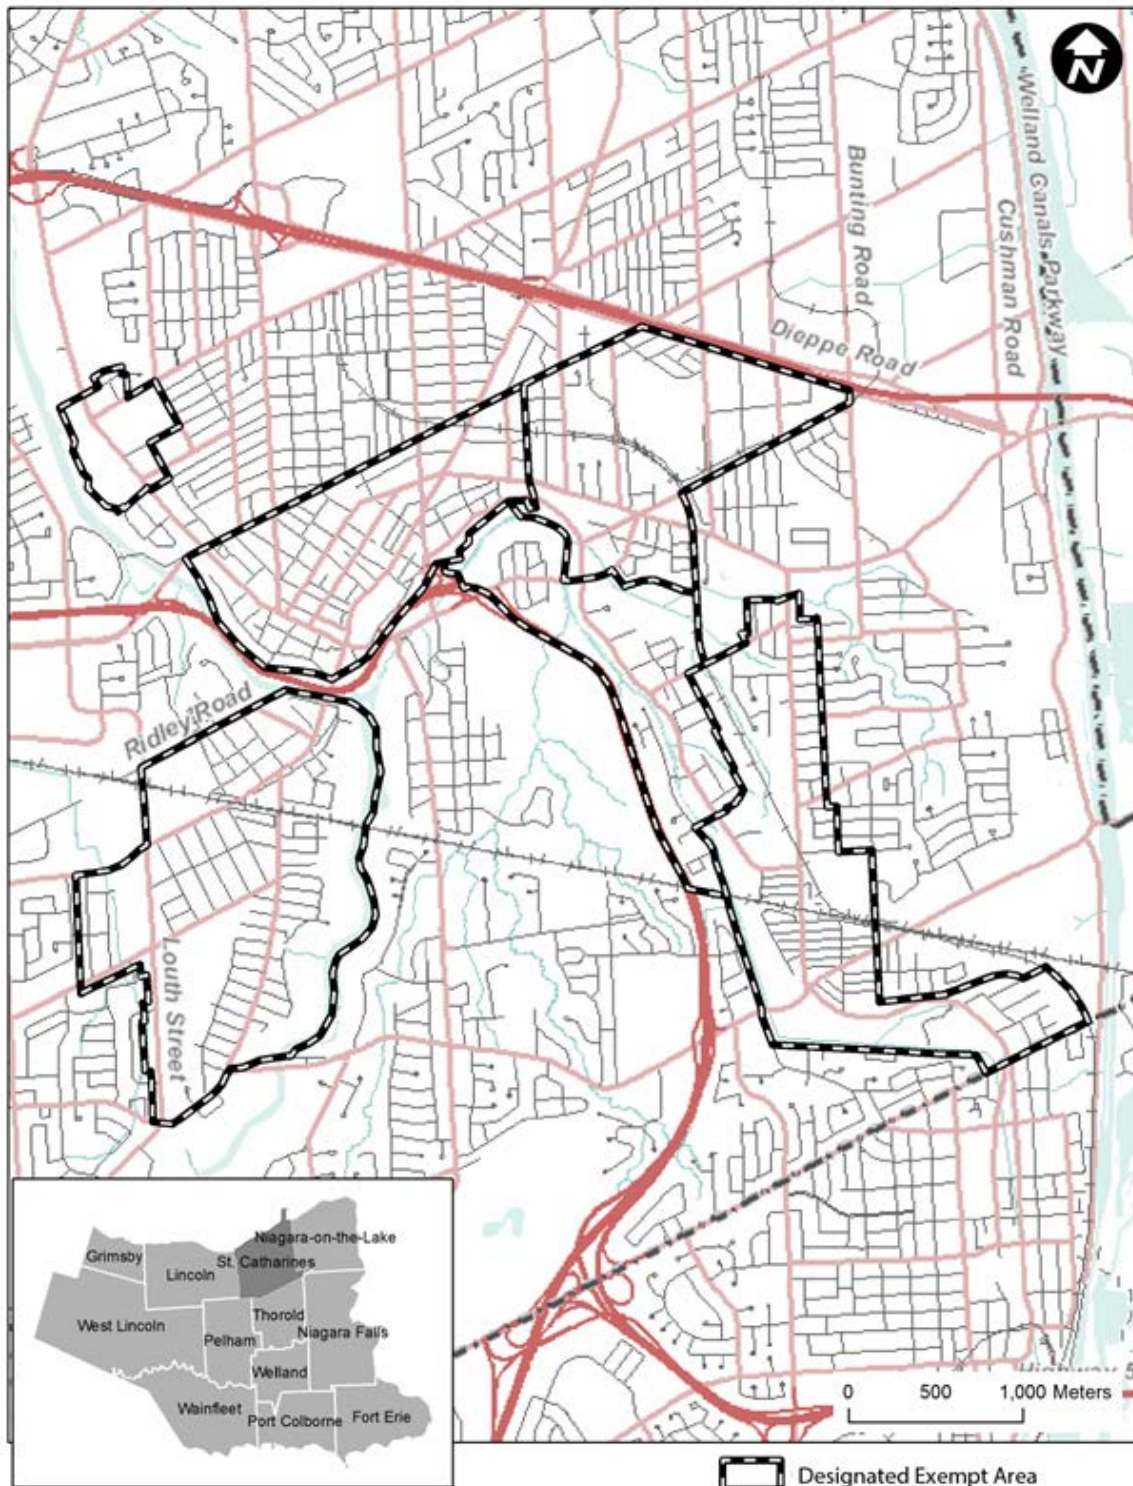 N
Welland Canals Parkway
Bunting Road
Cushman Road
Dieppe Road
Ridley Road
Louth Street
Niagara-on-the-Lake
Grimsby
St. Catharines
Lincoln
Thorold
West Lincoln
Niagara Falls
Pelham
Welland
Wainfleet
Port Colborne
Fort Erie
Highway
0 500 1,000 Meters
Designated Exempt Area